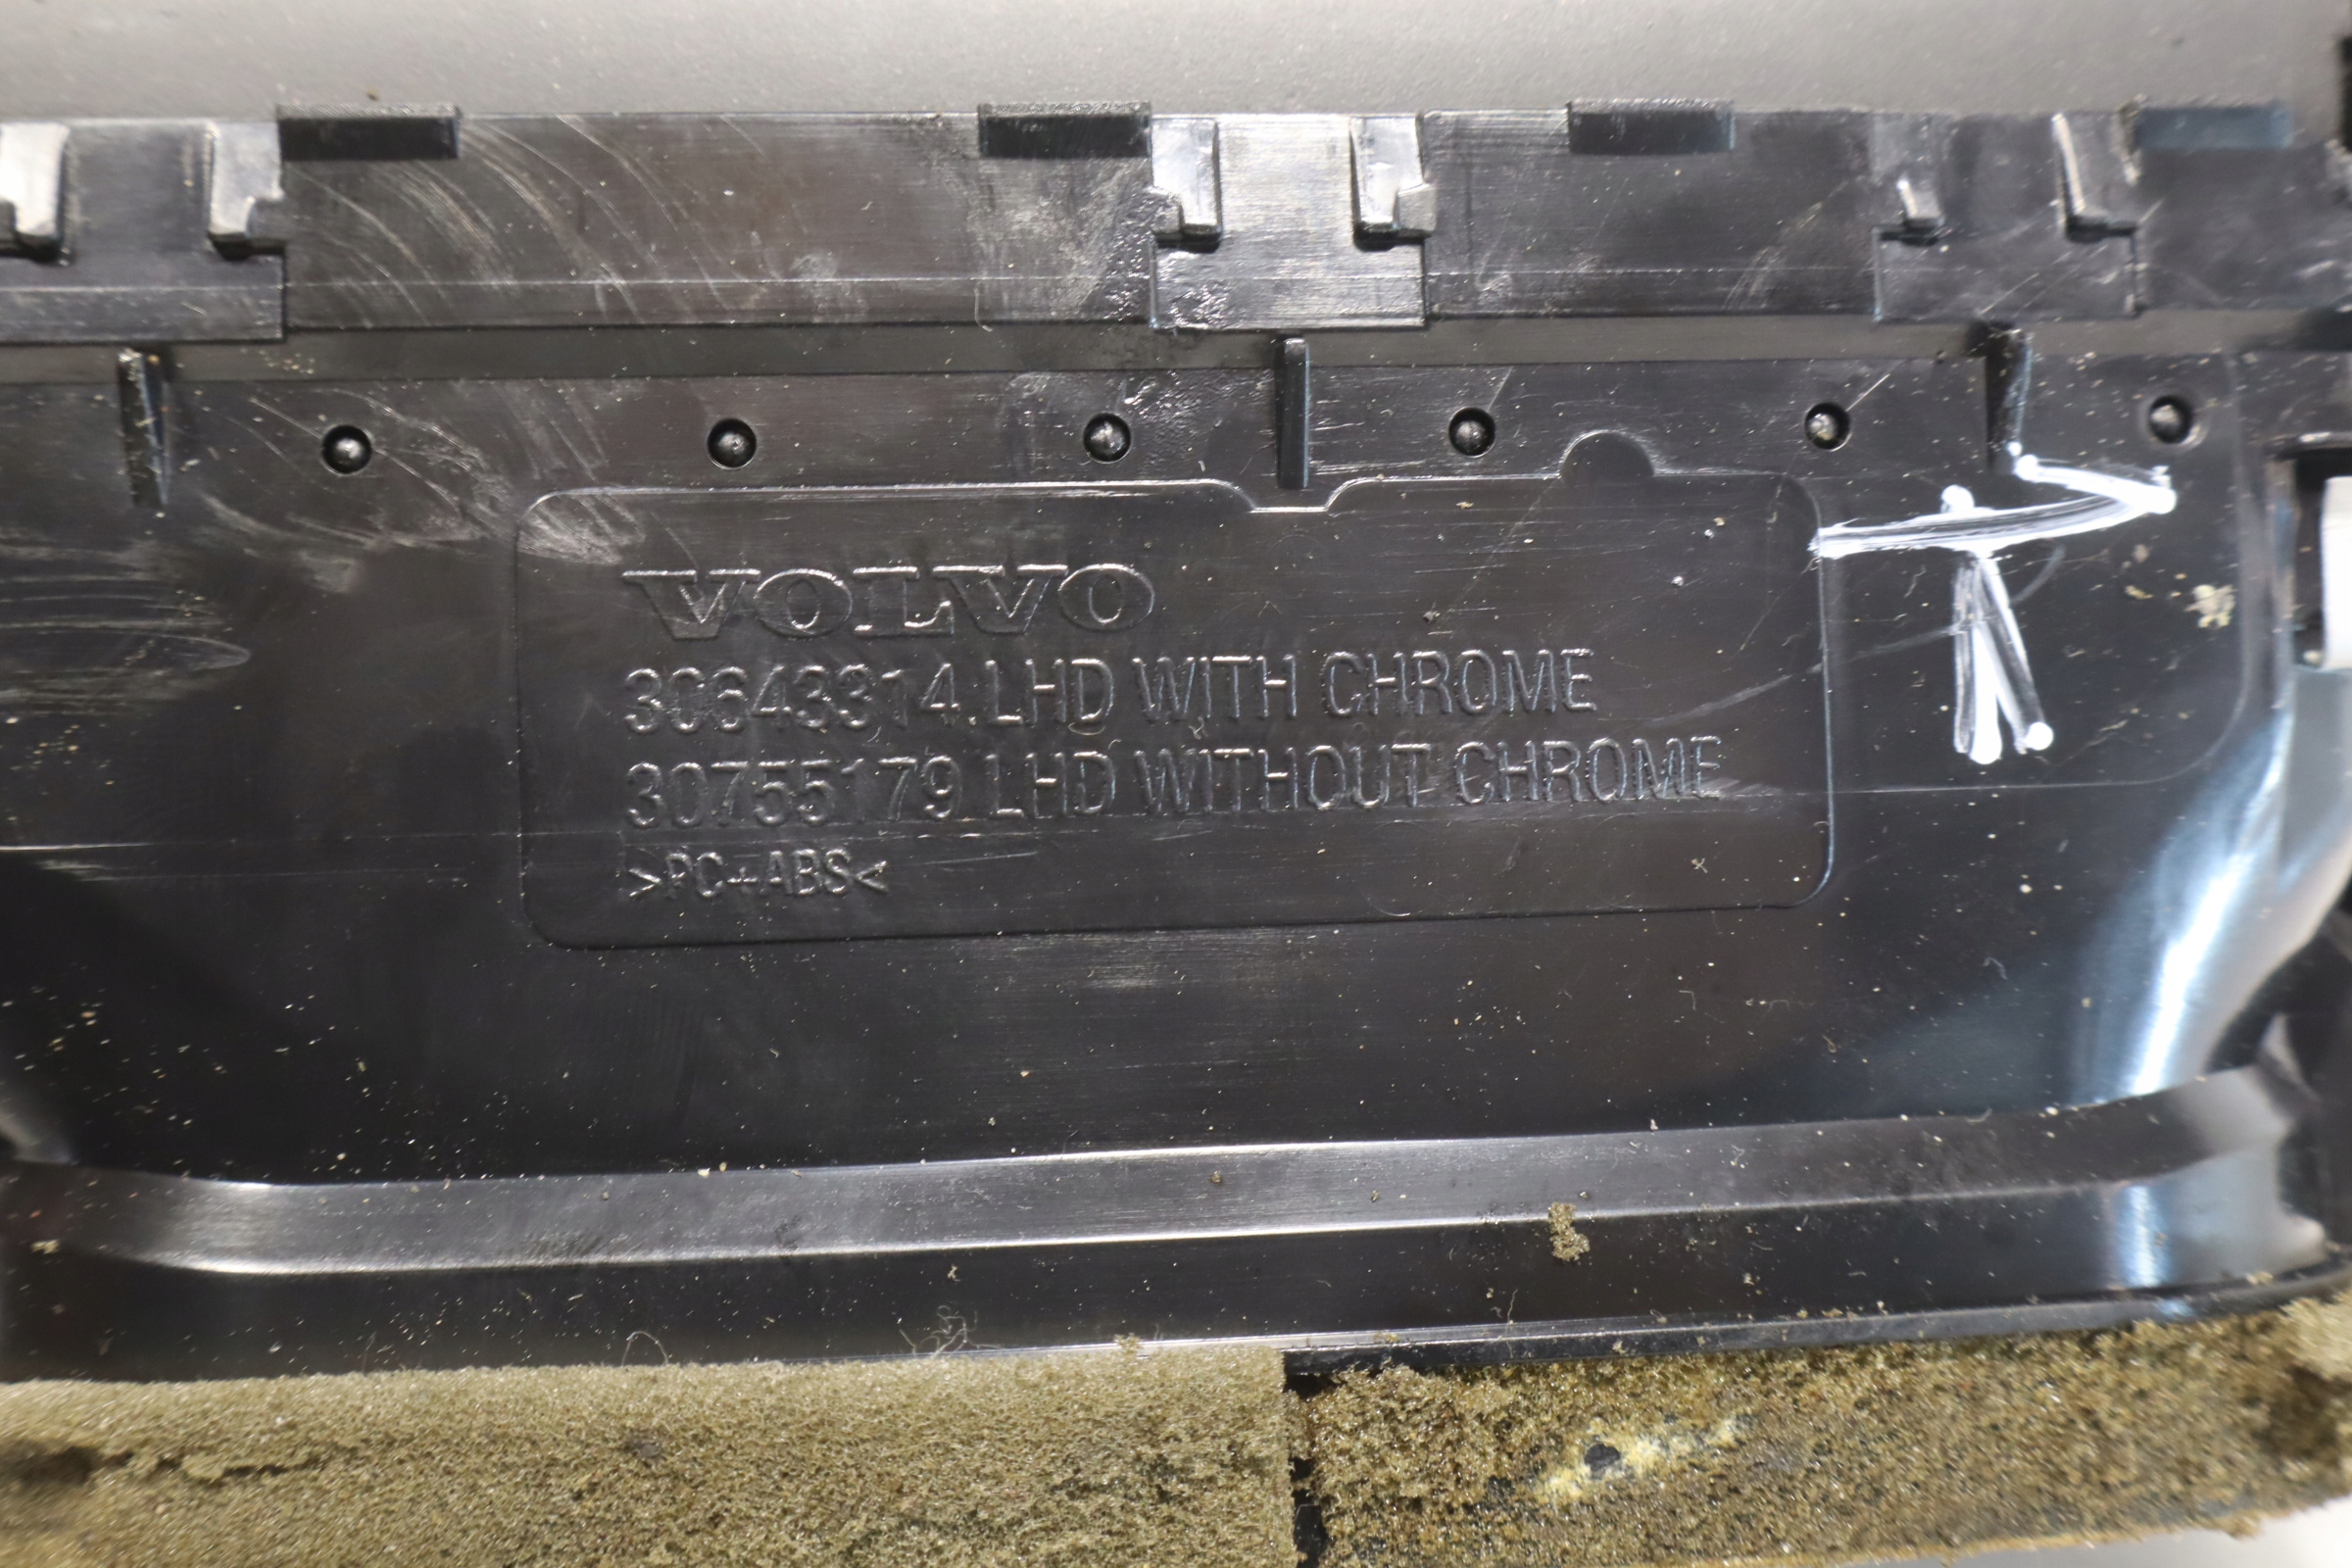 VOLVO
30643314.LHD WITH CHROME
30755179.LHD WITHOUT CHROME
>PC+ABS<